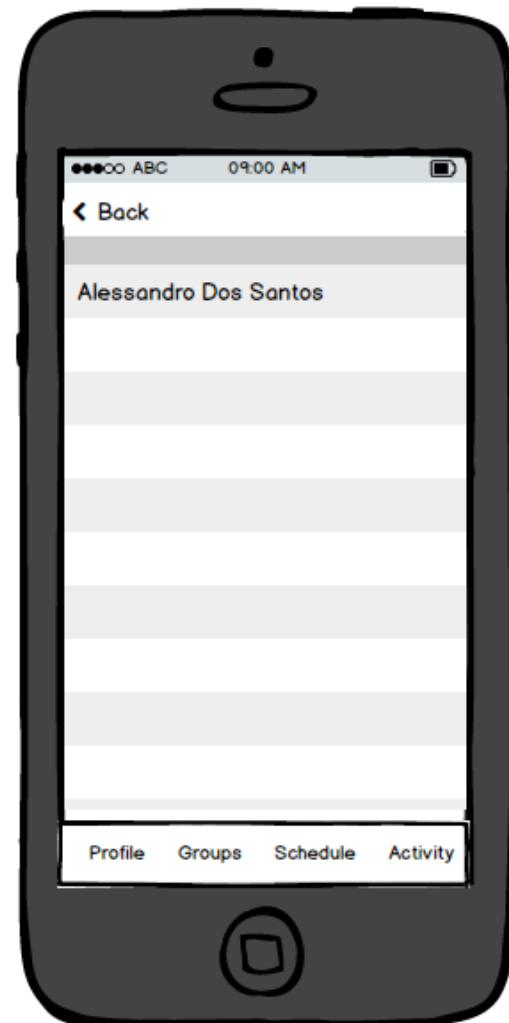 ABC 09:00 AM
Back
Alessandro Dos Santos
Profile Groups Schedule Activity